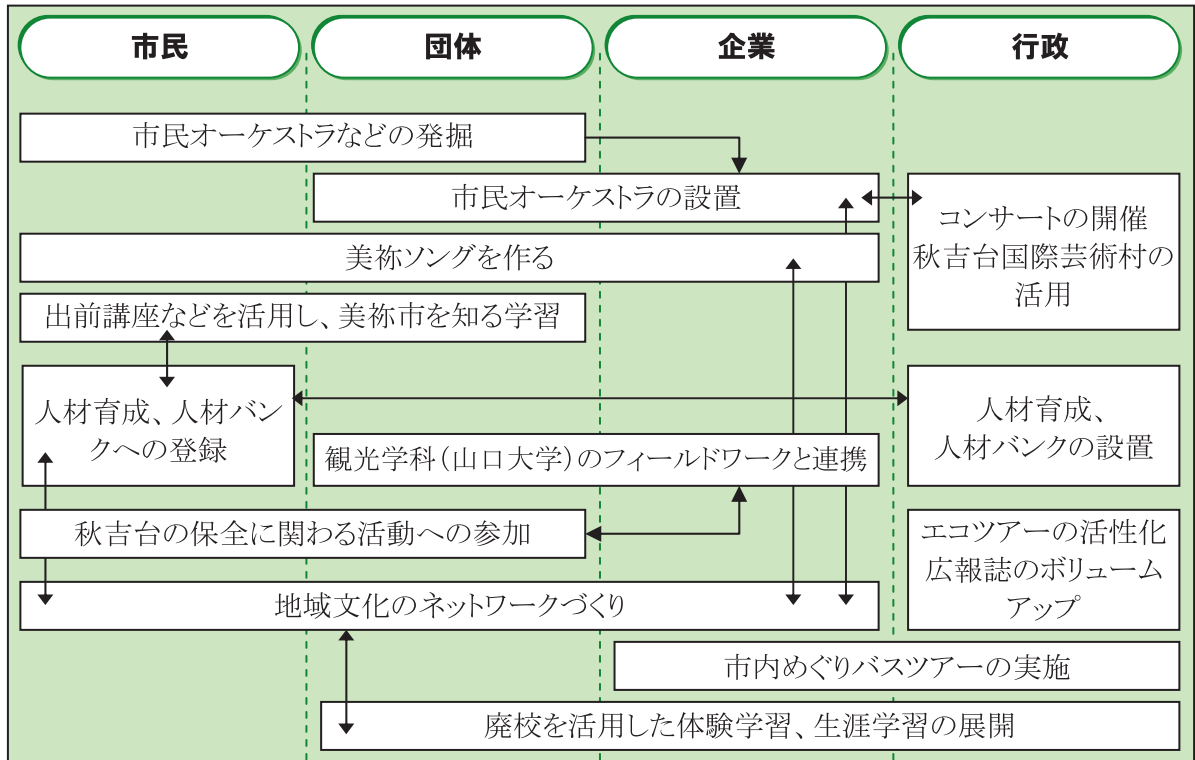 市民
団体
企業
行政
市民オーケストラなどの発掘
市民オーケストラの設置
コンサートの開催
秋吉台国際芸術村の
活用
美祢ソングを作る
出前講座などを活用し、美祢市を知る学習
人材育成、人材バン
クへの登録
人材育成、
人材バンクの設置
観光学科(山口大学)のフィールドワークと連携
秋吉台の保全に関わる活動への参加
エコツアーの活性化
広報誌のボリューム
アップ
地域文化のネットワークづくり
市内めぐりバスツアーの実施
廃校を活用した体験学習、生涯学習の展開